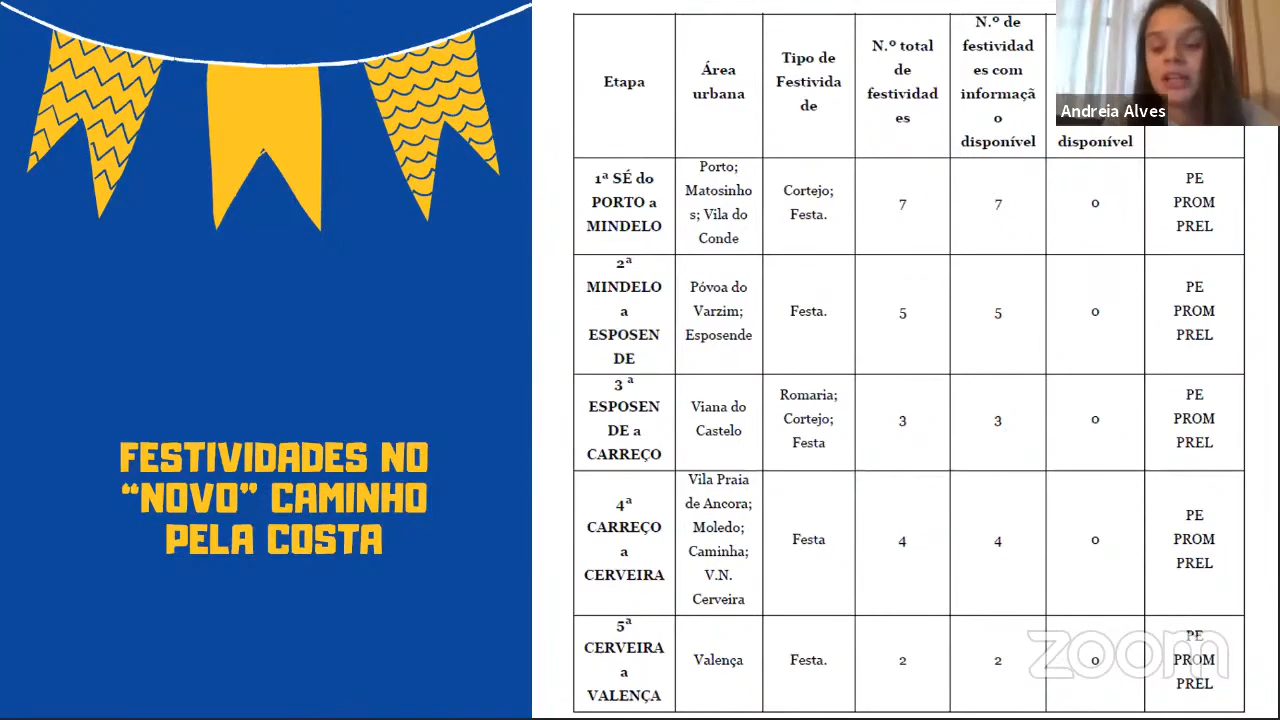 FESTIVIDADES NO
“NOVO” CAMINHO
PELA COSTA
Etapa
Área
urbana
Tipo de
Festivida
de
N.º total
de
festividad
es
N.º de
festividad
es com
informaçã
o
disponível
disponível
Andreia Alves
1ª SÉ do
PORTO a
MINDELO
Porto;
Matosinho
s; Vila do
Conde
Cortejo;
Festa.
7
7
0
PE
PROM
PREL
2ª
MINDELO
a
ESPOSEN
DE
Póvoa do
Varzim;
Esposende
Festa.
5
5
0
PE
PROM
PREL
3 ª
ESPOSEN
DE a
CARREÇO
Viana do
Castelo
Romaria;
Cortejo;
Festa
3
3
0
PE
PROM
PREL
4ª
CARREÇO
a
CERVEIRA
Vila Praia
de Ancora;
Moledo;
Caminha;
V.N.
Cerveira
Festa
4
4
0
PE
PROM
PREL
5ª
CERVEIRA
a
VALENÇA
Valença
Festa.
2
2
0
PE
PROM
PREL
zoom